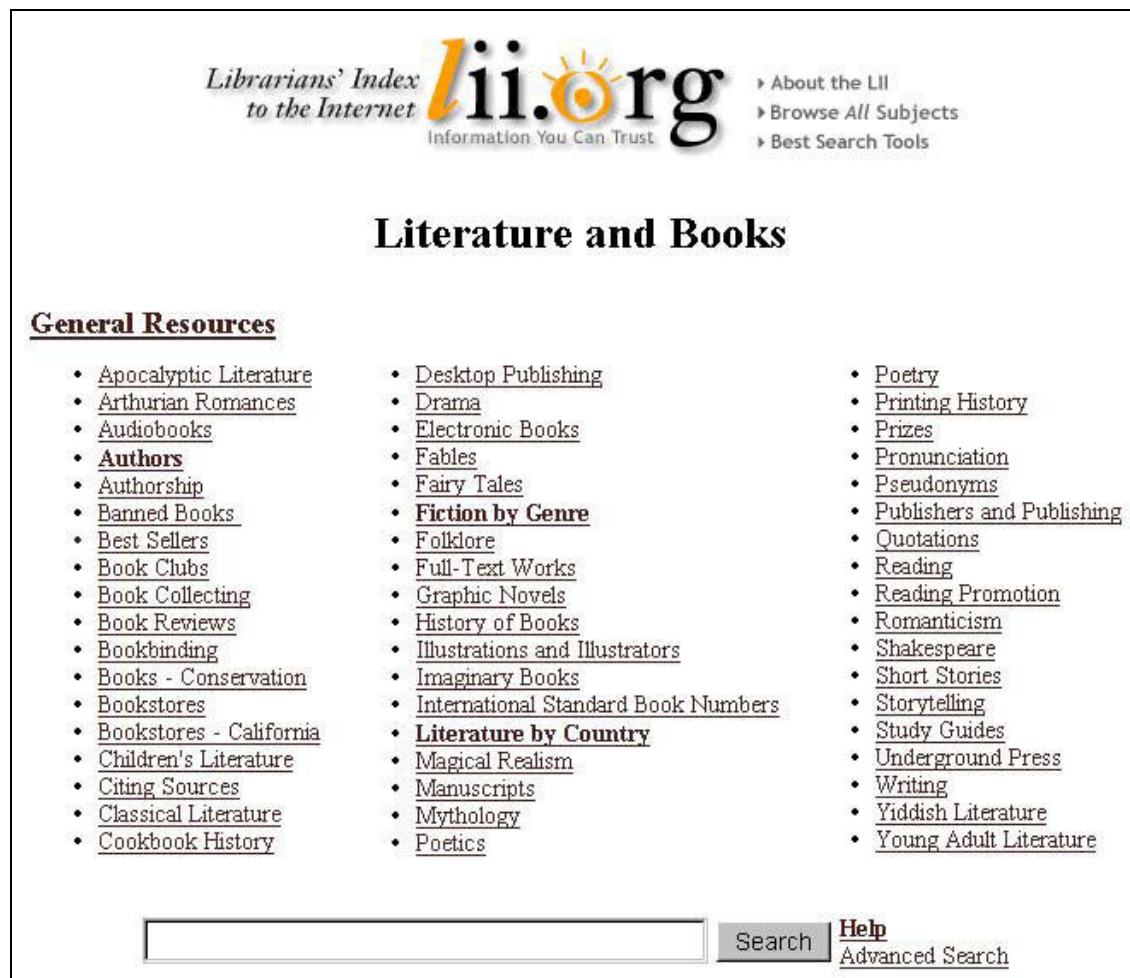 Librarians' Index
to the Internet
lii.org
Information You Can Trust
About the LII
Browse All Subjects
Best Search Tools
Literature and Books
General Resources
Apocalyptic Literature
Arthurian Romances
Audiobooks
Authors
Authorship
Banned Books
Best Sellers
Book Clubs
Book Collecting
Book Reviews
Bookbinding
Books - Conservation
Bookstores
Bookstores - California
Children's Literature
Citing Sources
Classical Literature
Cookbook History
Desktop Publishing
Drama
Electronic Books
Fables
Fairy Tales
Fiction by Genre
Folklore
Full-Text Works
Graphic Novels
History of Books
Illustrations and Illustrators
Imaginary Books
International Standard Book Numbers
Literature by Country
Magical Realism
Manuscripts
Mythology
Poetics
Poetry
Printing History
Prizes
Pronunciation
Pseudonyms
Publishers and Publishing
Quotations
Reading
Reading Promotion
Romanticism
Shakespeare
Short Stories
Storytelling
Study Guides
Underground Press
Writing
Yiddish Literature
Young Adult Literature
Search
Help
Advanced Search